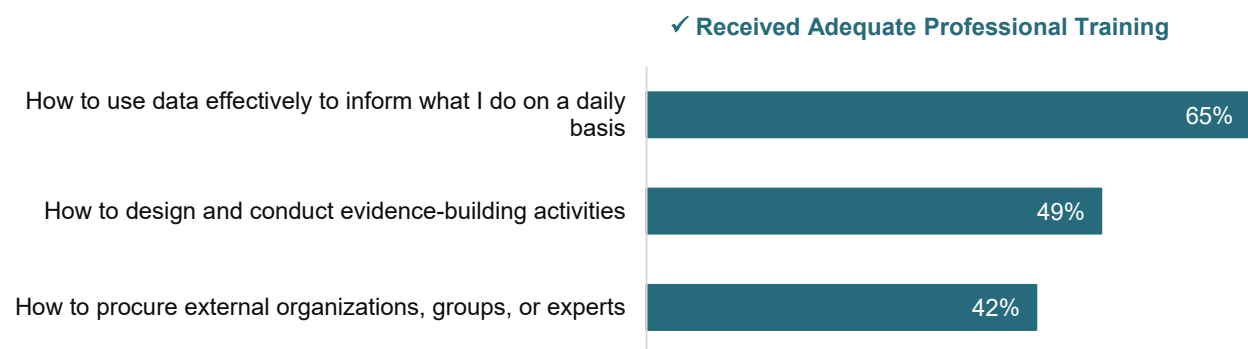 ✓ Received Adequate Professional Training
How to use data effectively to inform what I do on a daily
basis
65%
How to design and conduct evidence-building activities
49%
How to procure external organizations, groups, or experts
42%